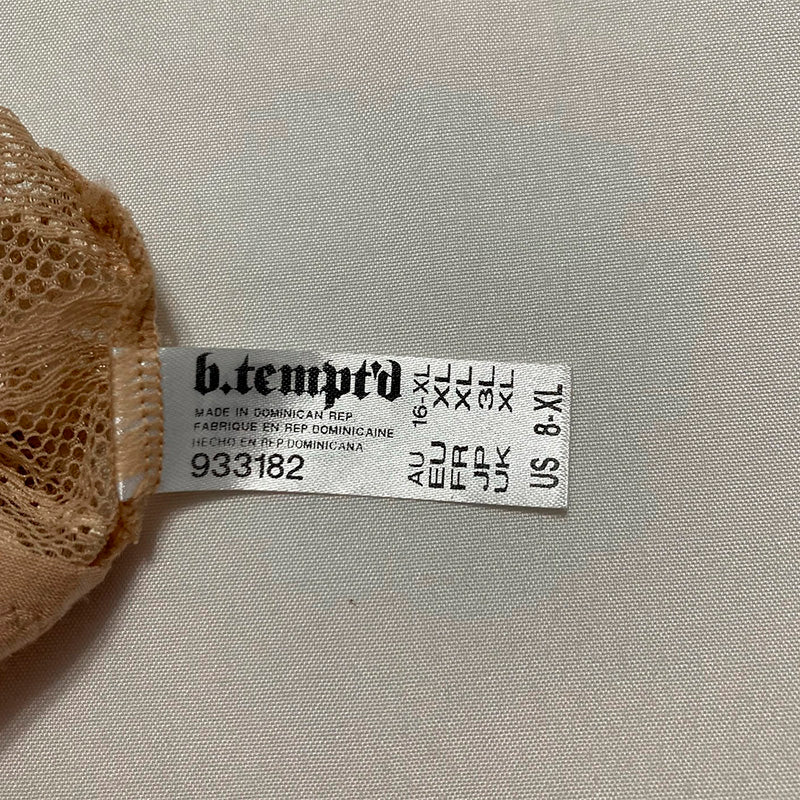 b.tempt'd
MADE IN DOMINICAN REP
FABRIQUE EN REP DOMINICAINE
HECHO EN REP DOMINICANA
933182
AU 16-XL
EU XL
FR XL
JP 3L
UK XL
US 8-XL